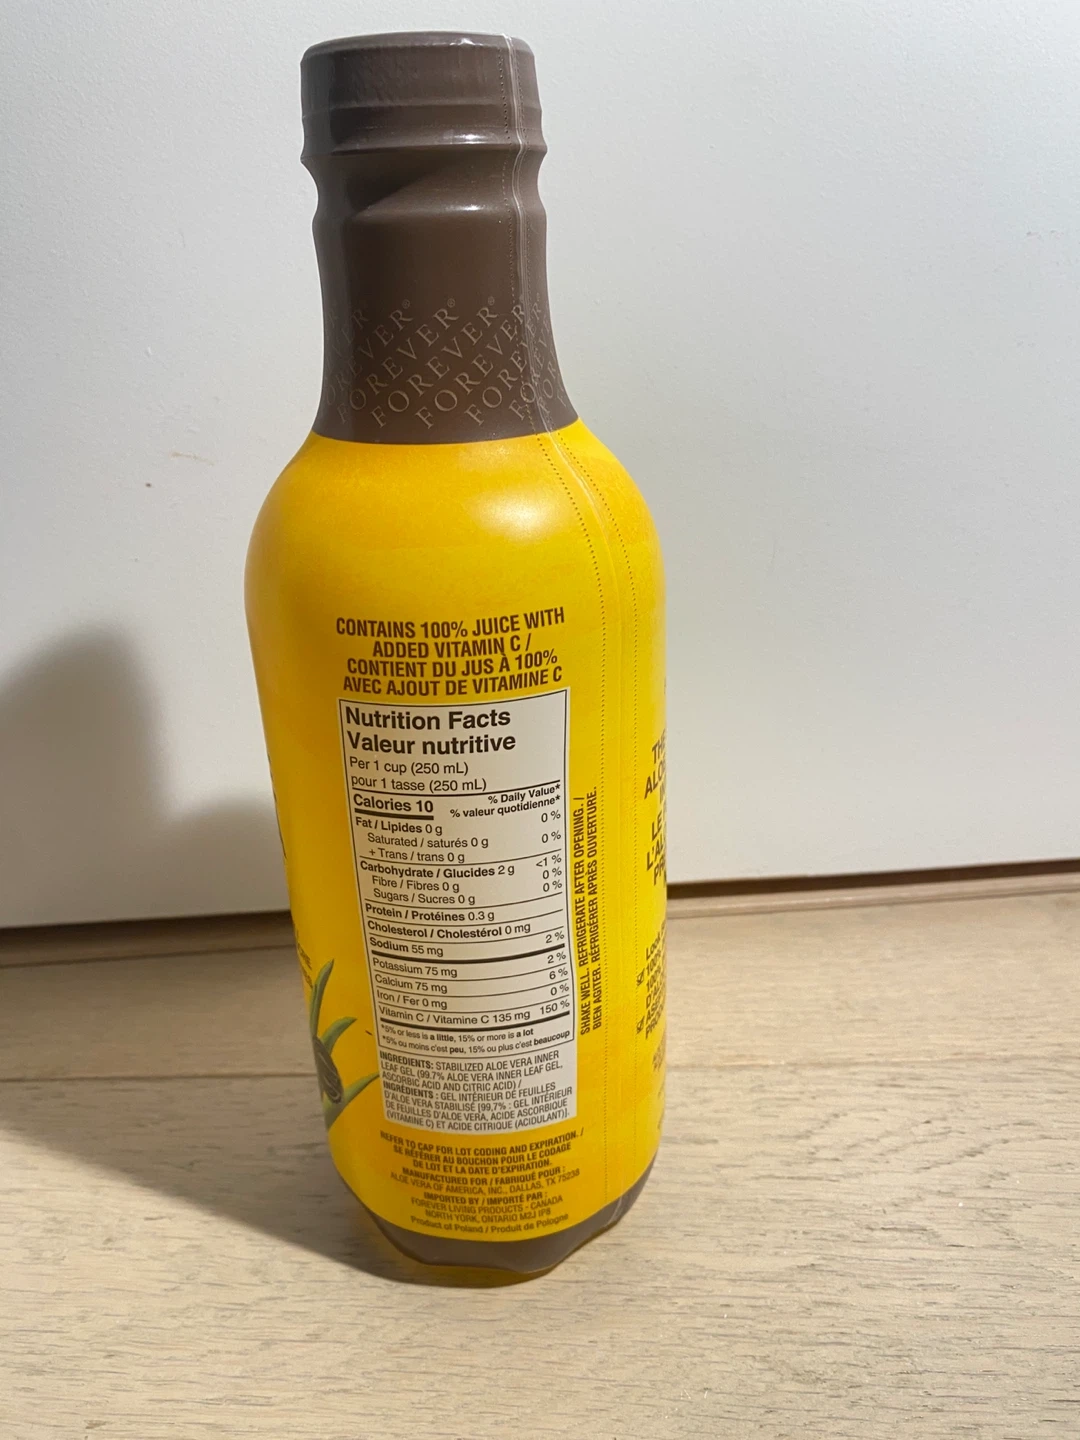 FOREVER®
FOREVER®
FOREVER®
CONTAINS 100% JUICE WITH
ADDED VITAMIN C /
CONTIENT DU JUS À 100%
AVEC AJOUT DE VITAMINE C
Nutrition Facts
Valeur nutritive
Per 1 cup (250 mL)
pour 1 tasse (250 mL)
Calories 10
% Daily Value*
% valeur quotidienne*
Fat / Lipides 0 g 0 %
Saturated / saturés 0 g
+ Trans / trans 0 g 0 %
Carbohydrate / Glucides 2 g <1 %
Fibre / Fibres 0 g 0 %
Sugars / Sucres 0 g 0 %
Protein / Protéines 0.3 g
Cholesterol / Cholestérol 0 mg
Sodium 55 mg 2 %
Potassium 75 mg 2 %
Calcium 75 mg 6 %
Iron / Fer 0 mg 0 %
Vitamin C / Vitamine C 135 mg 150 %
*5% or less is a little, 15% or more is a lot
*5% ou moins c'est peu, 15% ou plus c'est beaucoup
INGREDIENTS: STABILIZED ALOE VERA INNER
LEAF GEL (99.7% ALOE VERA INNER LEAF GEL,
ASCORBIC ACID AND CITRIC ACID) /
INGRÉDIENTS : GEL INTÉRIEUR DE FEUILLES
D'ALOE VERA STABILISÉ [99,7% : GEL INTÉRIEUR
DE FEUILLES D'ALOE VERA, ACIDE ASCORBIQUE
(VITAMINE C) ET ACIDE CITRIQUE (ACIDULANT)].
REFER TO CAP FOR LOT CODING AND EXPIRATION. /
SE RÉFÉRER AU BOUCHON POUR LE CODAGE
DE LOT ET LA DATE D'EXPIRATION.
MANUFACTURED FOR / FABRIQUÉ POUR :
ALOE VERA OF AMERICA, INC., DALLAS, TX 75238
IMPORTED BY / IMPORTÉ PAR :
FOREVER LIVING PRODUCTS - CANADA
NORTH YORK, ONTARIO M2J 1P8
Product of Poland / Produit de Pologne
SHAKE WELL. REFRIGERATE AFTER OPENING. /
BIEN AGITER. RÉFRIGÉRER APRÈS OUVERTURE.